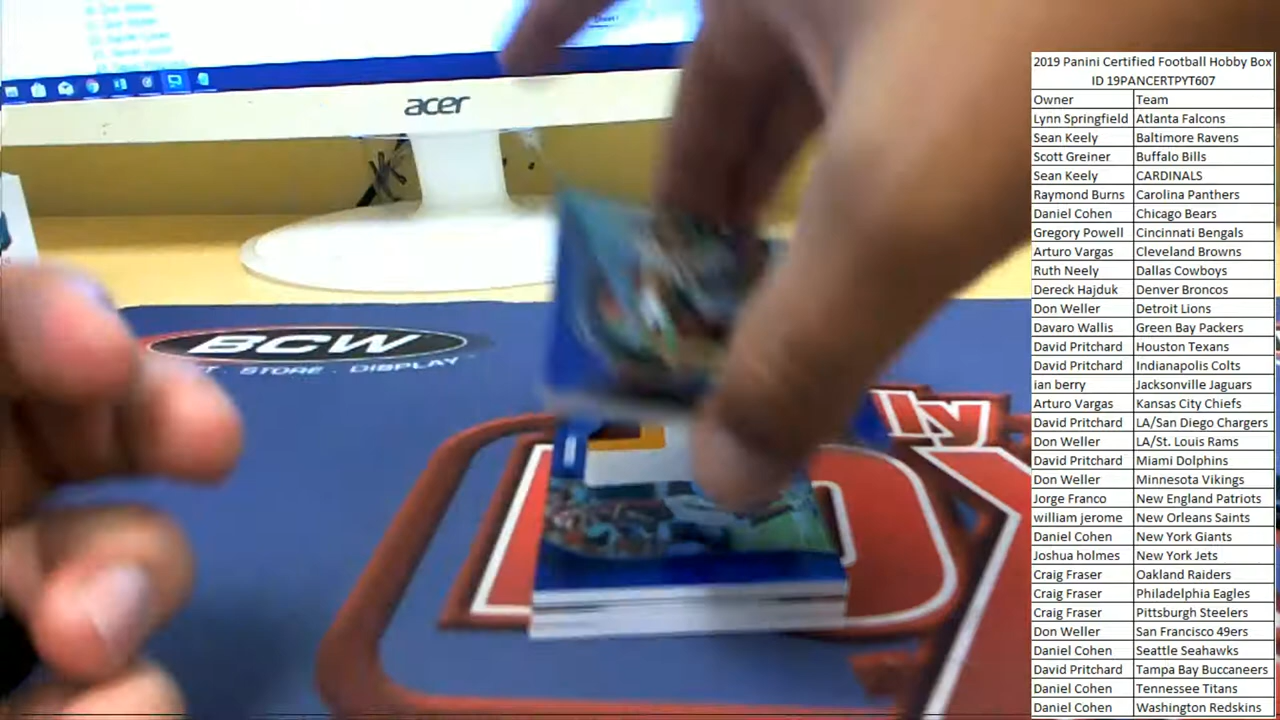 acer
BCW
STORE · DISPLAY
ly
2019 Panini Certified Football Hobby Box
ID 19PANCERTPYT607
Owner Team
Lynn Springfield Atlanta Falcons
Sean Keely Baltimore Ravens
Scott Greiner Buffalo Bills
Sean Keely CARDINALS
Raymond Burns Carolina Panthers
Daniel Cohen Chicago Bears
Gregory Powell Cincinnati Bengals
Arturo Vargas Cleveland Browns
Ruth Neely Dallas Cowboys
Dereck Hajduk Denver Broncos
Don Weller Detroit Lions
Davaro Wallis Green Bay Packers
David Pritchard Houston Texans
David Pritchard Indianapolis Colts
ian berry Jacksonville Jaguars
Arturo Vargas Kansas City Chiefs
David Pritchard LA/San Diego Chargers
Don Weller LA/St. Louis Rams
David Pritchard Miami Dolphins
Don Weller Minnesota Vikings
Jorge Franco New England Patriots
william jerome New Orleans Saints
Daniel Cohen New York Giants
Joshua holmes New York Jets
Craig Fraser Oakland Raiders
Craig Fraser Philadelphia Eagles
Craig Fraser Pittsburgh Steelers
Don Weller San Francisco 49ers
Daniel Cohen Seattle Seahawks
David Pritchard Tampa Bay Buccaneers
Daniel Cohen Tennessee Titans
Daniel Cohen Washington Redskins